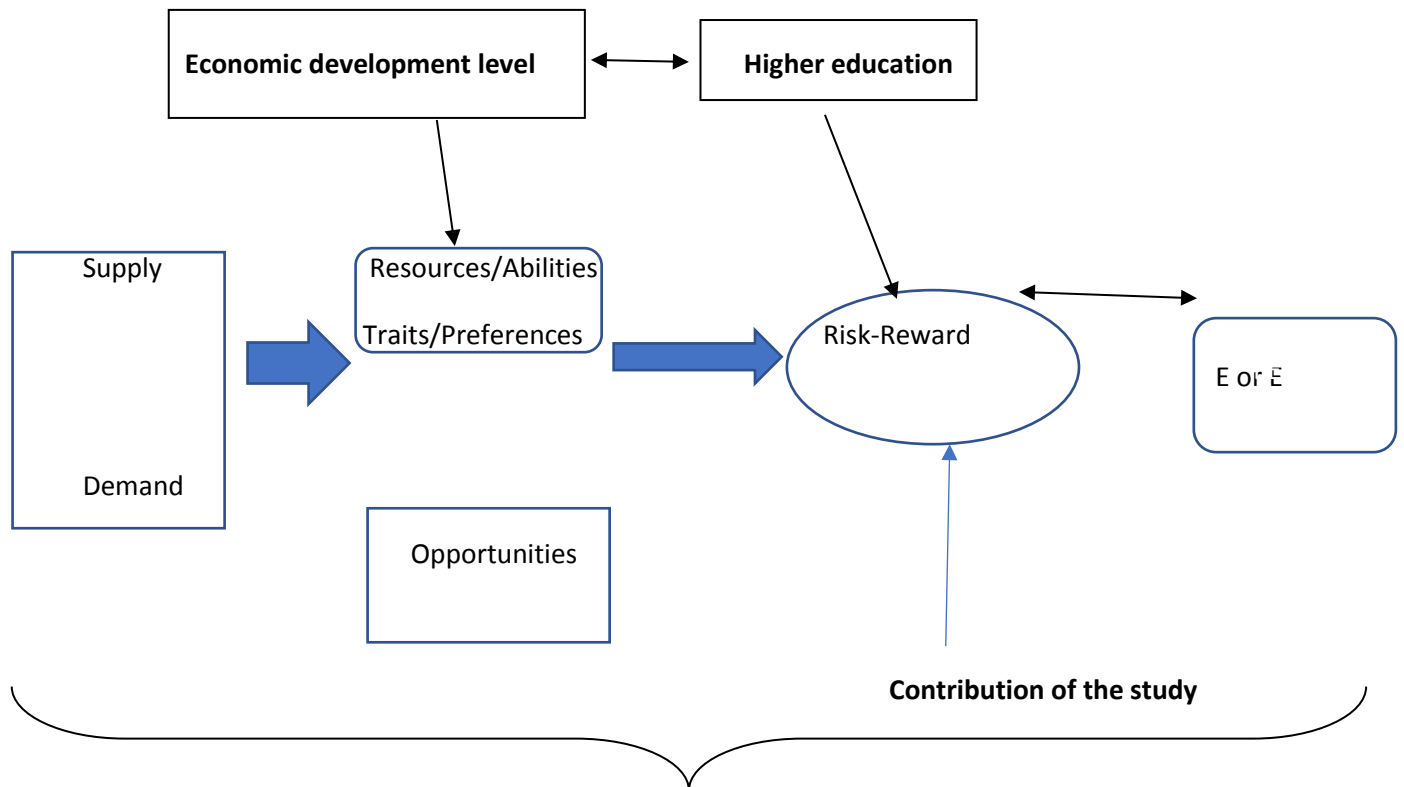 Economic development level
Higher education
Supply
Resources/Abilities
Traits/Preferences
Risk-Reward
E or E
Demand
Opportunities
Contribution of the study